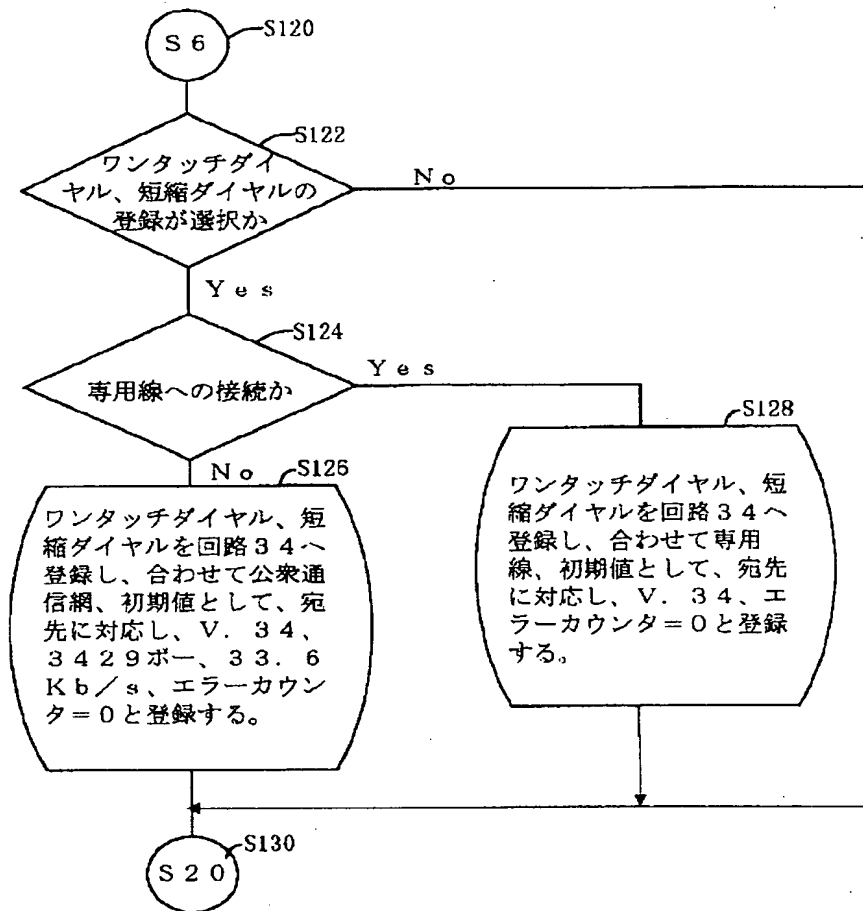 S6
S120
S122
ワンタッチダイ
ヤル、短縮ダイヤルの
登録が選択か
No
Yes
S124
専用線への接続か
Yes
No
S126
ワンタッチダイヤル、短
縮ダイヤルを回路34へ
登録し、合わせて公衆通
信網、初期値として、宛
先に対応し、V.34、
3429ボー、33.6
Kb/s、エラーカウン
タ=0と登録する。
S128
ワンタッチダイヤル、短
縮ダイヤルを回路34へ
登録し、合わせて専用
線、初期値として、宛先
に対応し、V.34、エ
ラーカウンタ=0と登録
する。
S130
S20